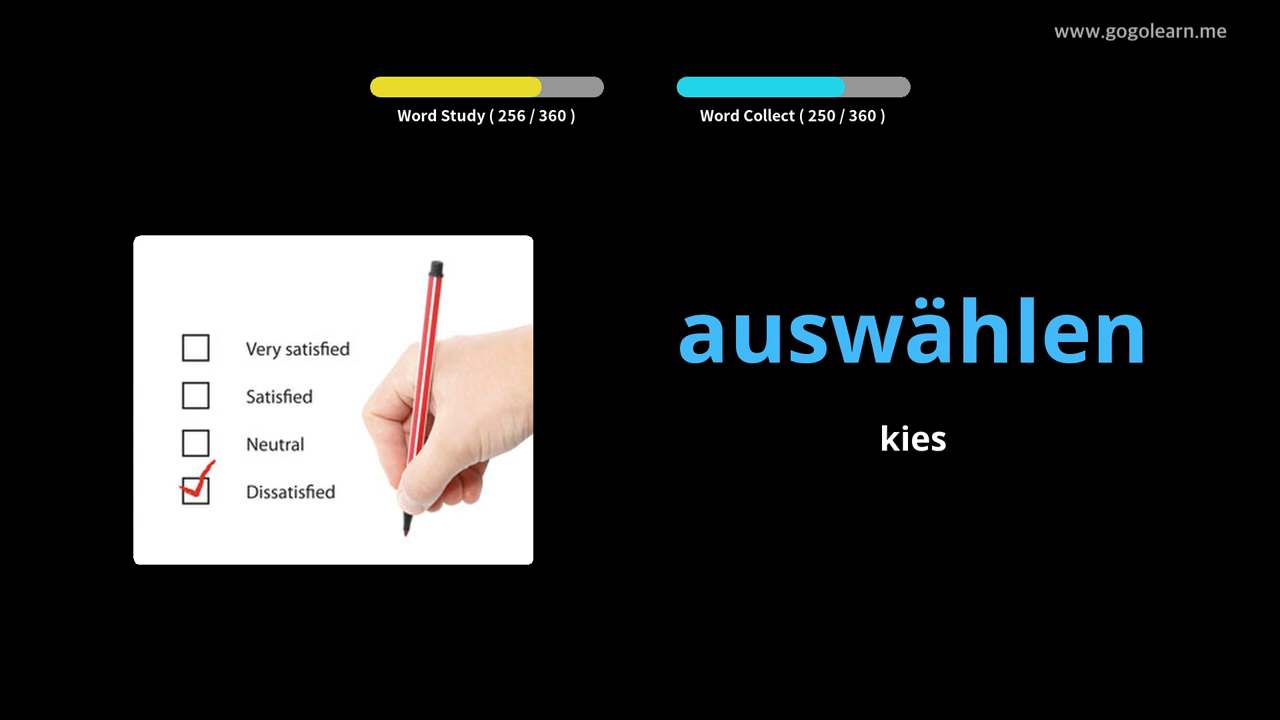 www.gogolearn.me
Word Study ( 256 / 360 )
Word Collect ( 250 / 360 )
Very satisfied
Satisfied
Neutral
Dissatisfied
auswählen
kies